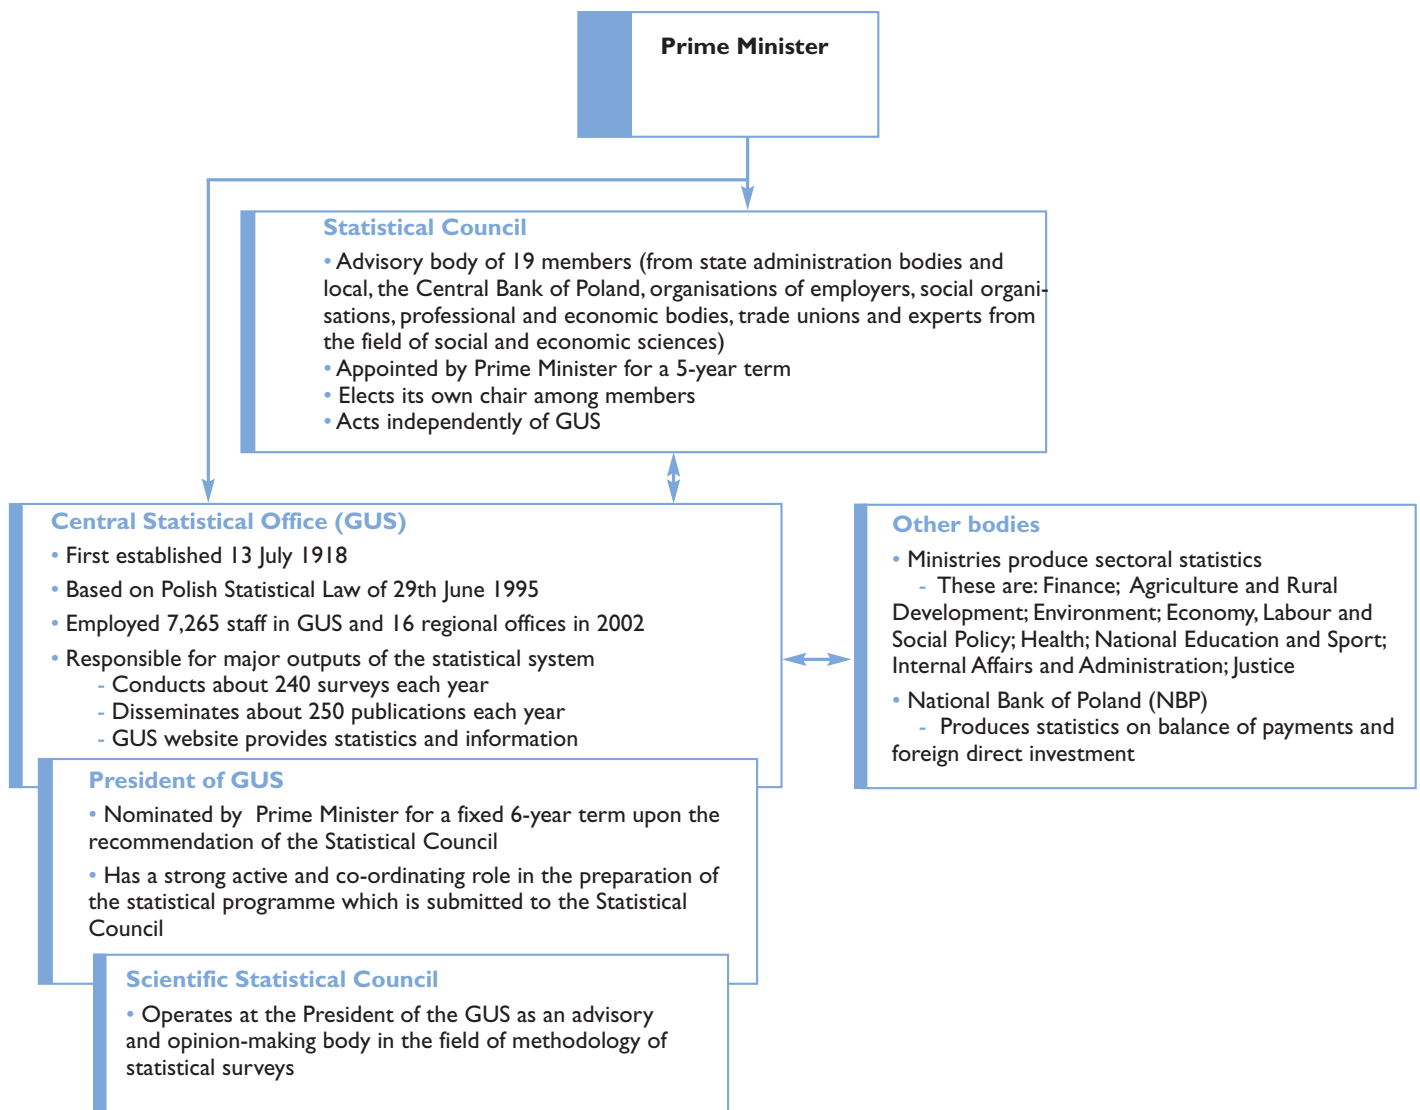 Prime Minister
Statistical Council
• Advisory body of 19 members (from state administration bodies and
local, the Central Bank of Poland, organisations of employers, social organi-
sations, professional and economic bodies, trade unions and experts from
the field of social and economic sciences)
• Appointed by Prime Minister for a 5-year term
• Elects its own chair among members
• Acts independently of GUS
Central Statistical Office (GUS)
• First established 13 July 1918
• Based on Polish Statistical Law of 29th June 1995
• Employed 7,265 staff in GUS and 16 regional offices in 2002
• Responsible for major outputs of the statistical system
- Conducts about 240 surveys each year
- Disseminates about 250 publications each year
- GUS website provides statistics and information
Other bodies
• Ministries produce sectoral statistics
- These are: Finance; Agriculture and Rural
Development; Environment; Economy, Labour and
Social Policy; Health; National Education and Sport;
Internal Affairs and Administration; Justice
• National Bank of Poland (NBP)
- Produces statistics on balance of payments and
foreign direct investment
President of GUS
• Nominated by Prime Minister for a fixed 6-year term upon the
recommendation of the Statistical Council
• Has a strong active and co-ordinating role in the preparation of
the statistical programme which is submitted to the Statistical
Council
Scientific Statistical Council
• Operates at the President of the GUS as an advisory
and opinion-making body in the field of methodology of
statistical surveys